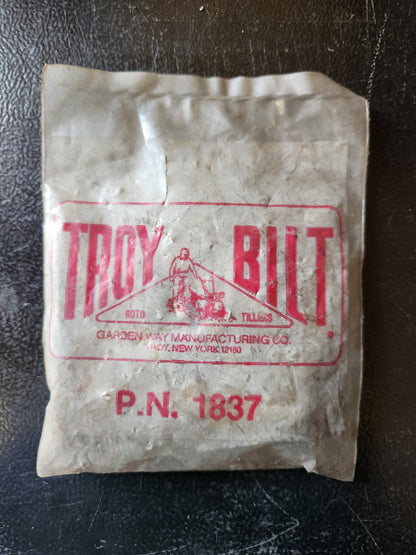 TROY BILT
ROTO TILLERS
GARDEN WAY MANUFACTURING CO.
TROY, NEW YORK 12180
P.N. 1837